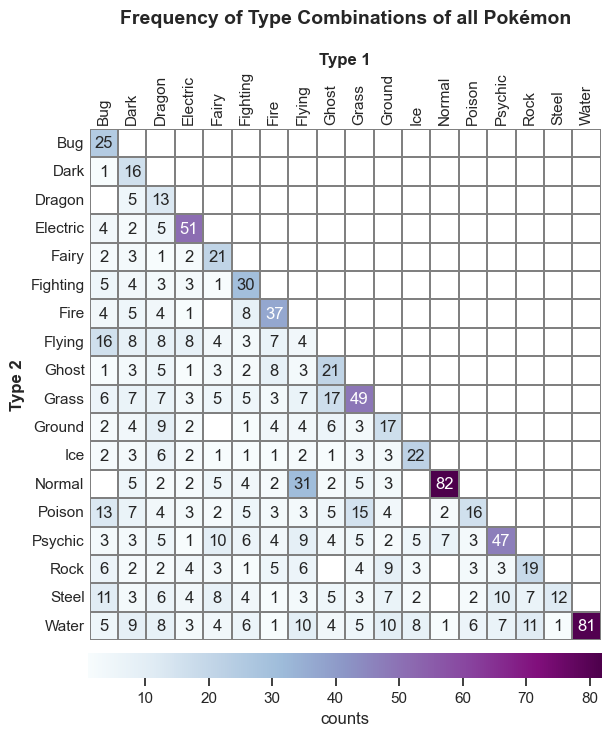 Frequency of Type Combinations of all Pokémon
Type 1
Bug Dark Dragon Electric Fairy Fighting Fire Flying Ghost Grass Ground Ice Normal Poison Psychic Rock Steel Water
Type 2
Bug 25
Dark 1 16
Dragon 5 13
Electric 4 2 5 51
Fairy 2 3 1 2 21
Fighting 5 4 3 3 1 30
Fire 4 5 4 1 8 37
Flying 16 8 8 8 4 3 7 4
Ghost 1 3 5 1 3 2 8 3 21
Grass 6 7 7 3 5 5 3 7 17 49
Ground 2 4 9 2 1 4 4 6 3 17
Ice 2 3 6 2 1 1 1 2 1 3 3 22
Normal 5 2 2 5 4 2 31 2 5 3 82
Poison 13 7 4 3 2 5 3 3 5 15 4 2 16
Psychic 3 3 5 1 10 6 4 9 4 5 2 5 7 3 47
Rock 6 2 2 4 3 1 5 6 4 9 3 3 3 19
Steel 11 3 6 4 8 4 1 3 5 3 7 2 2 10 7 12
Water 5 9 8 3 4 6 1 10 4 5 10 8 1 6 7 11 1 81
10 20 30 40 50 60 70 80
counts